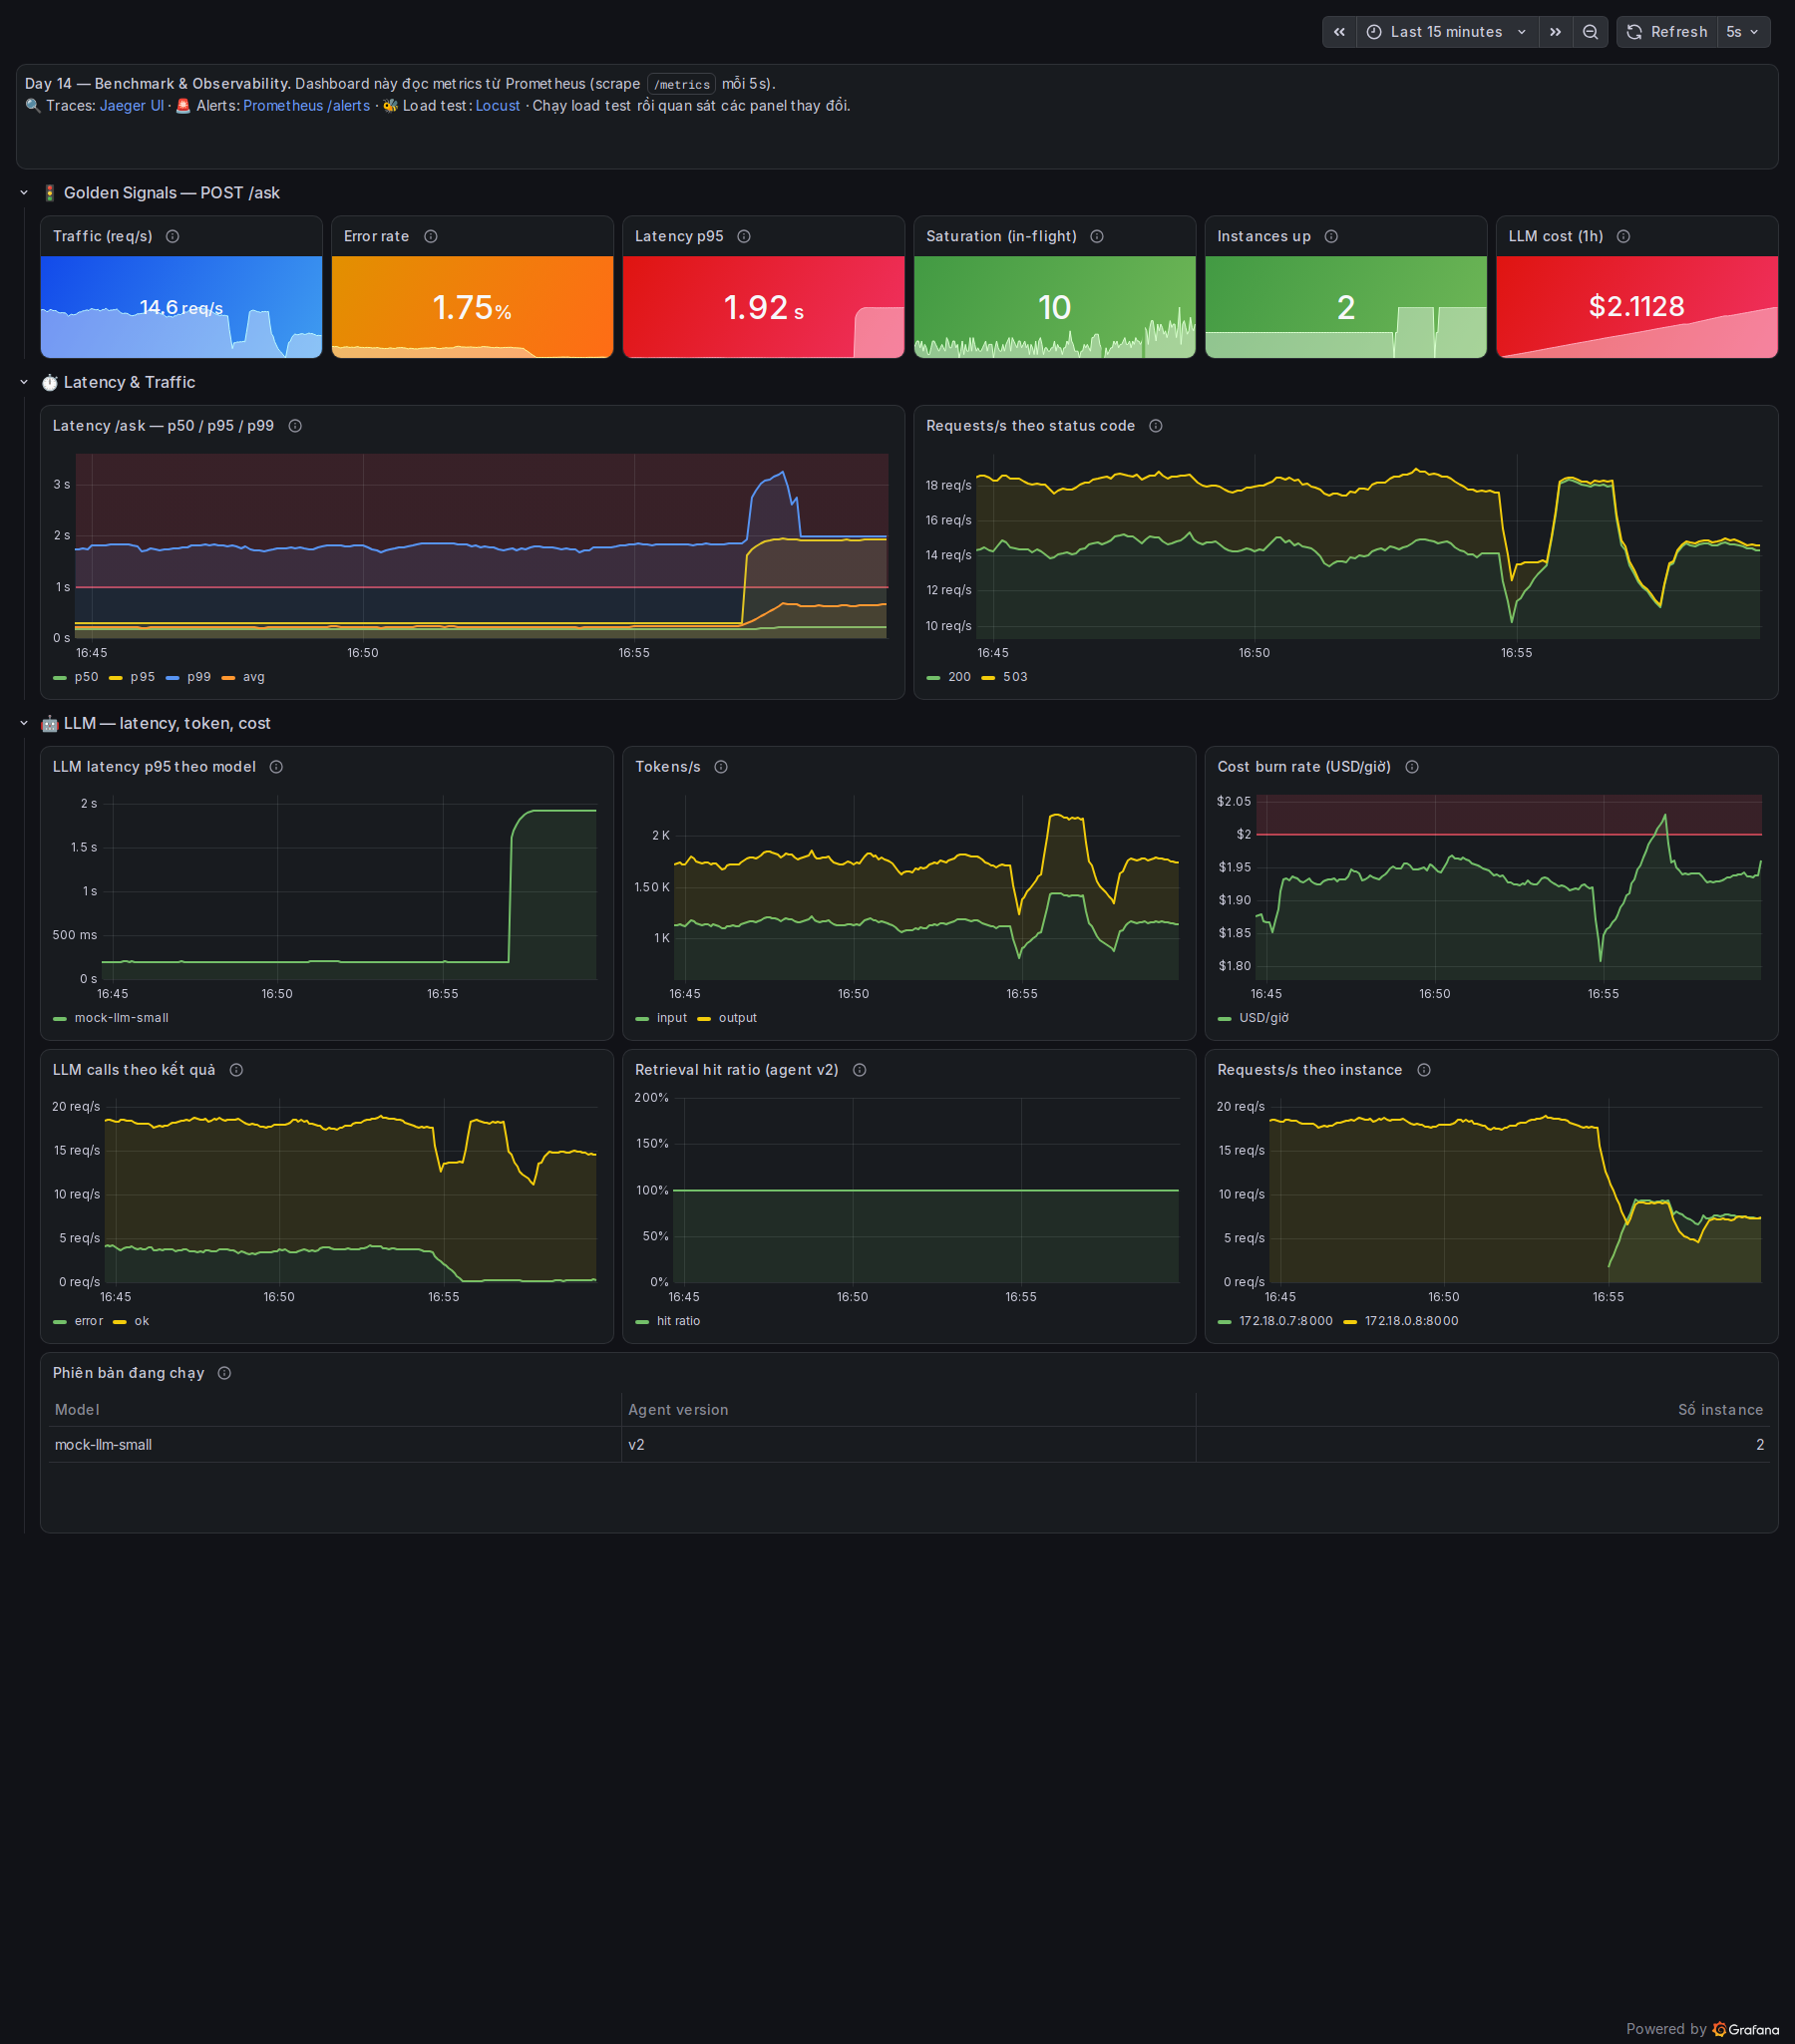 Last 15 minutes
Refresh 5s
Day 14 — Benchmark & Observability. Dashboard này đọc metrics từ Prometheus (scrape /metrics mỗi 5s).
🔍 Traces: Jaeger UI · 🚨 Alerts: Prometheus /alerts · 🐝 Load test: Locust · Chạy load test rồi quan sát các panel thay đổi.
🚦 Golden Signals — POST /ask
Traffic (req/s)
14.6 req/s
Error rate
1.75%
Latency p95
1.92 s
Saturation (in-flight)
10
Instances up
2
LLM cost (1h)
$2.1128
⏱️ Latency & Traffic
Latency /ask — p50 / p95 / p99
3 s
2 s
1 s
0 s
16:45 16:50 16:55
p50 p95 p99 avg
Requests/s theo status code
18 req/s
16 req/s
14 req/s
12 req/s
10 req/s
16:45 16:50 16:55
200 503
🤖 LLM — latency, token, cost
LLM latency p95 theo model
2 s
1.5 s
1 s
500 ms
0 s
16:45 16:50 16:55
mock-llm-small
Tokens/s
2 K
1.50 K
1 K
16:45 16:50 16:55
input output
Cost burn rate (USD/giờ)
$2.05
$2
$1.95
$1.90
$1.85
$1.80
16:45 16:50 16:55
USD/giờ
LLM calls theo kết quả
20 req/s
15 req/s
10 req/s
5 req/s
0 req/s
16:45 16:50 16:55
error ok
Retrieval hit ratio (agent v2)
200%
150%
100%
50%
0%
16:45 16:50 16:55
hit ratio
Requests/s theo instance
20 req/s
15 req/s
10 req/s
5 req/s
0 req/s
16:45 16:50 16:55
172.18.0.7:8000 172.18.0.8:8000
Phiên bản đang chạy
Model Agent version Số instance
mock-llm-small v2 2
Powered by Grafana